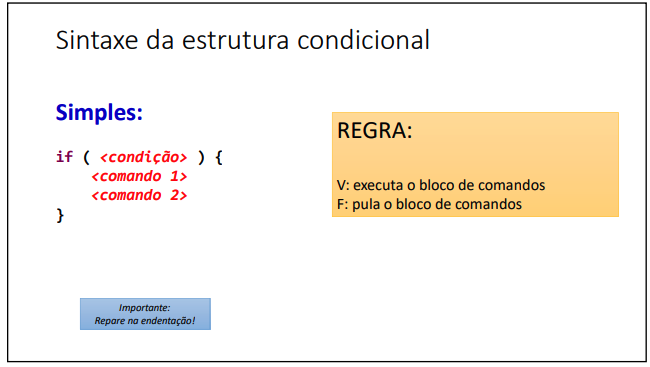 Sintaxe da estrutura condicional
Simples:
if ( <condição> ) {
<comando 1>
<comando 2>
}
REGRA:
V: executa o bloco de comandos
F: pula o bloco de comandos
Importante:
Repare na endentação!